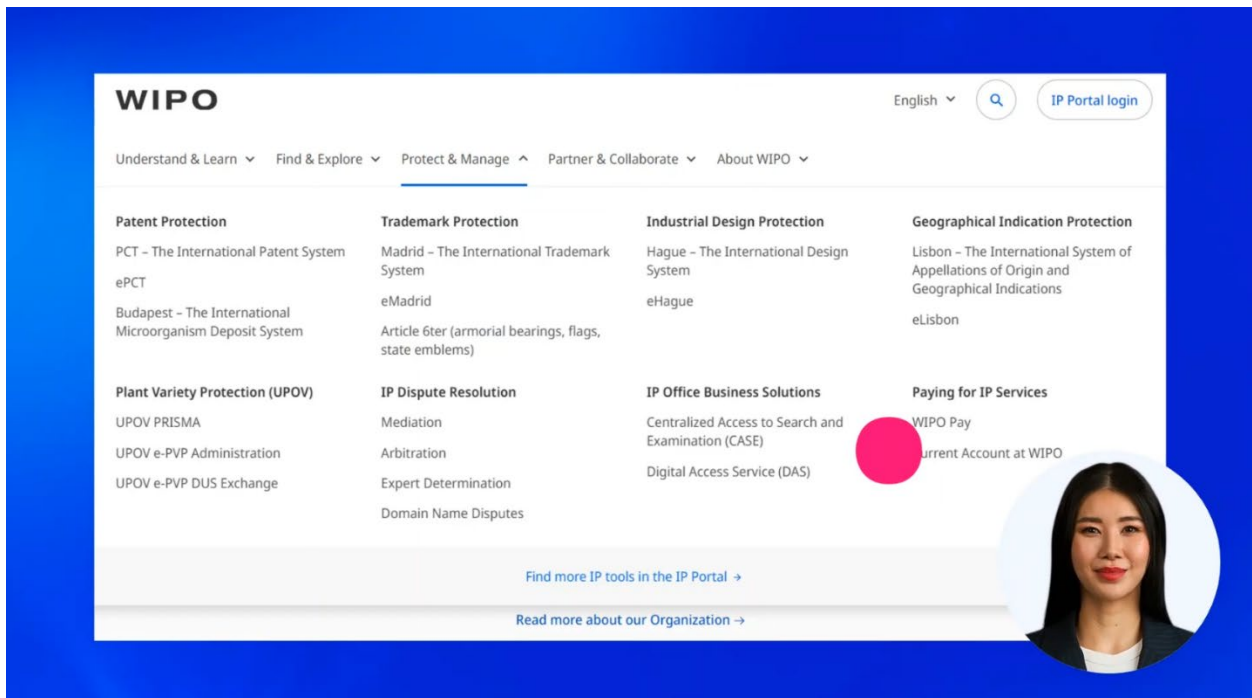 WIPO
English
IP Portal login
Understand & Learn
Find & Explore
Protect & Manage
Partner & Collaborate
About WIPO
Patent Protection
PCT – The International Patent System
ePCT
Budapest – The International
Microorganism Deposit System
Trademark Protection
Madrid – The International Trademark
System
eMadrid
Article 6ter (armorial bearings, flags,
state emblems)
Industrial Design Protection
Hague – The International Design
System
eHague
Geographical Indication Protection
Lisbon – The International System of
Appellations of Origin and
Geographical Indications
eLisbon
Plant Variety Protection (UPOV)
UPOV PRISMA
UPOV e-PVP Administration
UPOV e-PVP DUS Exchange
IP Dispute Resolution
Mediation
Arbitration
Expert Determination
Domain Name Disputes
IP Office Business Solutions
Centralized Access to Search and
Examination (CASE)
Digital Access Service (DAS)
Paying for IP Services
WIPO Pay
Account at WIPO
Find more IP tools in the IP Portal →
Read more about our Organization →